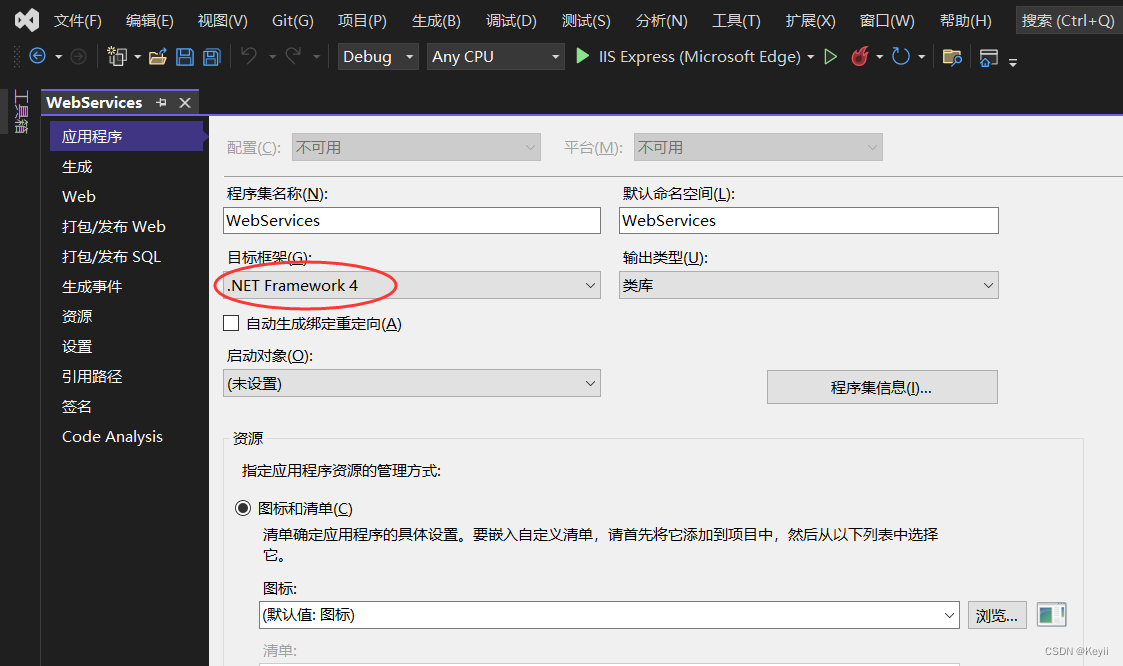 文件(F) 编辑(E) 视图(V) Git(G) 项目(P) 生成(B) 调试(D) 测试(S) 分析(N) 工具(T) 扩展(X) 窗口(W) 帮助(H) 搜索 (Ctrl+Q)
Debug Any CPU IIS Express (Microsoft Edge)
工具箱
WebServices
应用程序
生成
Web
打包/发布 Web
打包/发布 SQL
生成事件
资源
设置
引用路径
签名
Code Analysis
配置(C): 不可用 平台(M): 不可用
程序集名称(N): 默认命名空间(L):
WebServices WebServices
目标框架(G): 输出类型(U):
.NET Framework 4 类库
自动生成绑定重定向(A)
启动对象(O):
(未设置) 程序集信息(I)...
资源
指定应用程序资源的管理方式:
图标和清单(C)
清单确定应用程序的具体设置。要嵌入自定义清单，请首先将它添加到项目中，然后从以下列表中选择
它。
图标:
(默认值: 图标) 浏览...
清单:
CSDN @Keyii